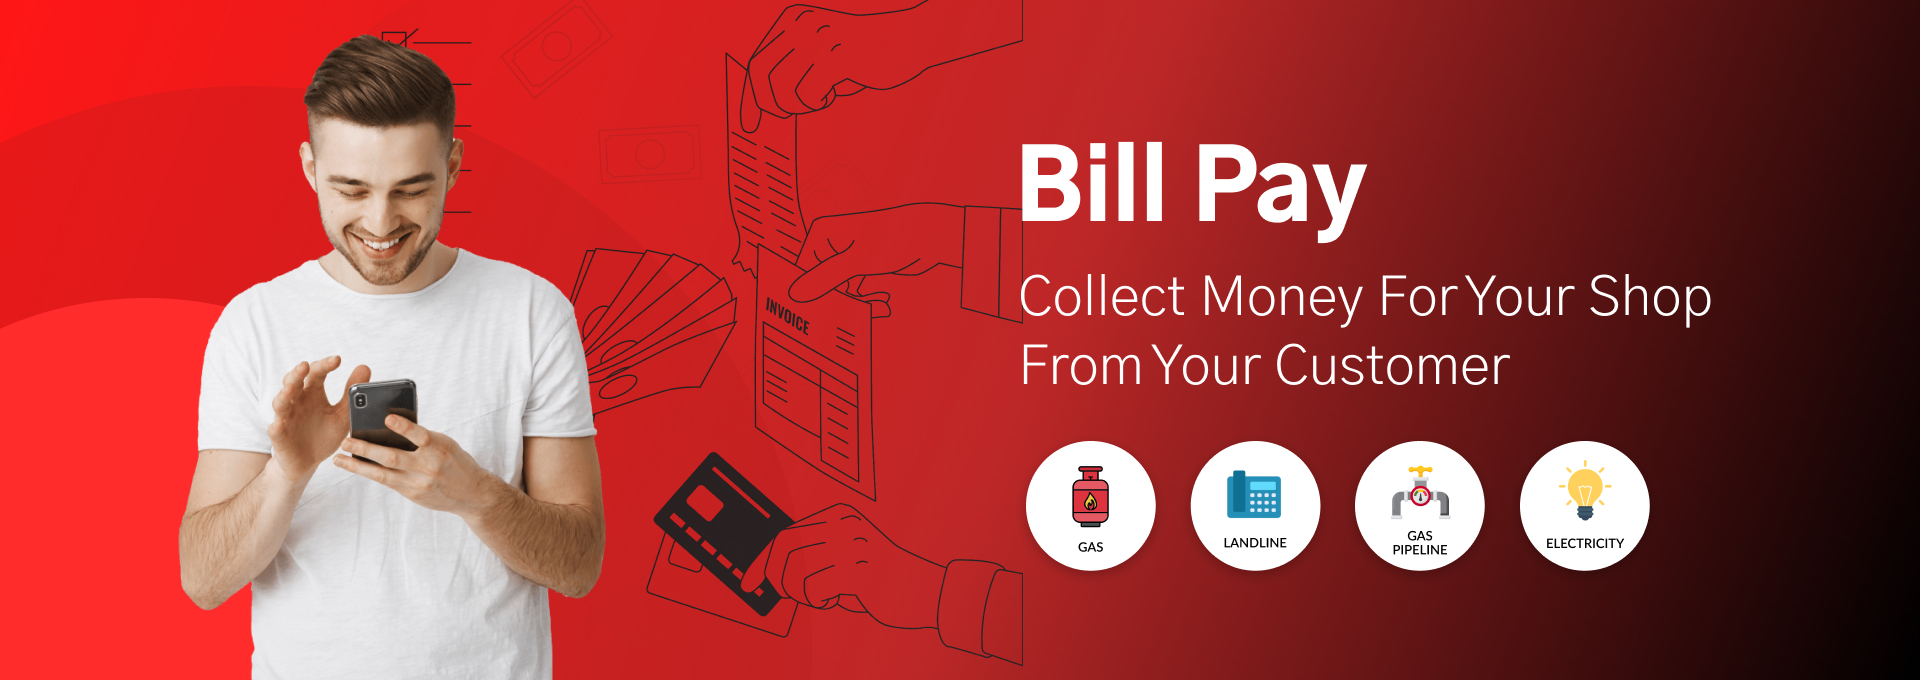 INVOICE
Bill Pay
Collect Money For Your Shop
From Your Customer
GAS
LANDLINE
GAS
PIPELINE
ELECTRICITY